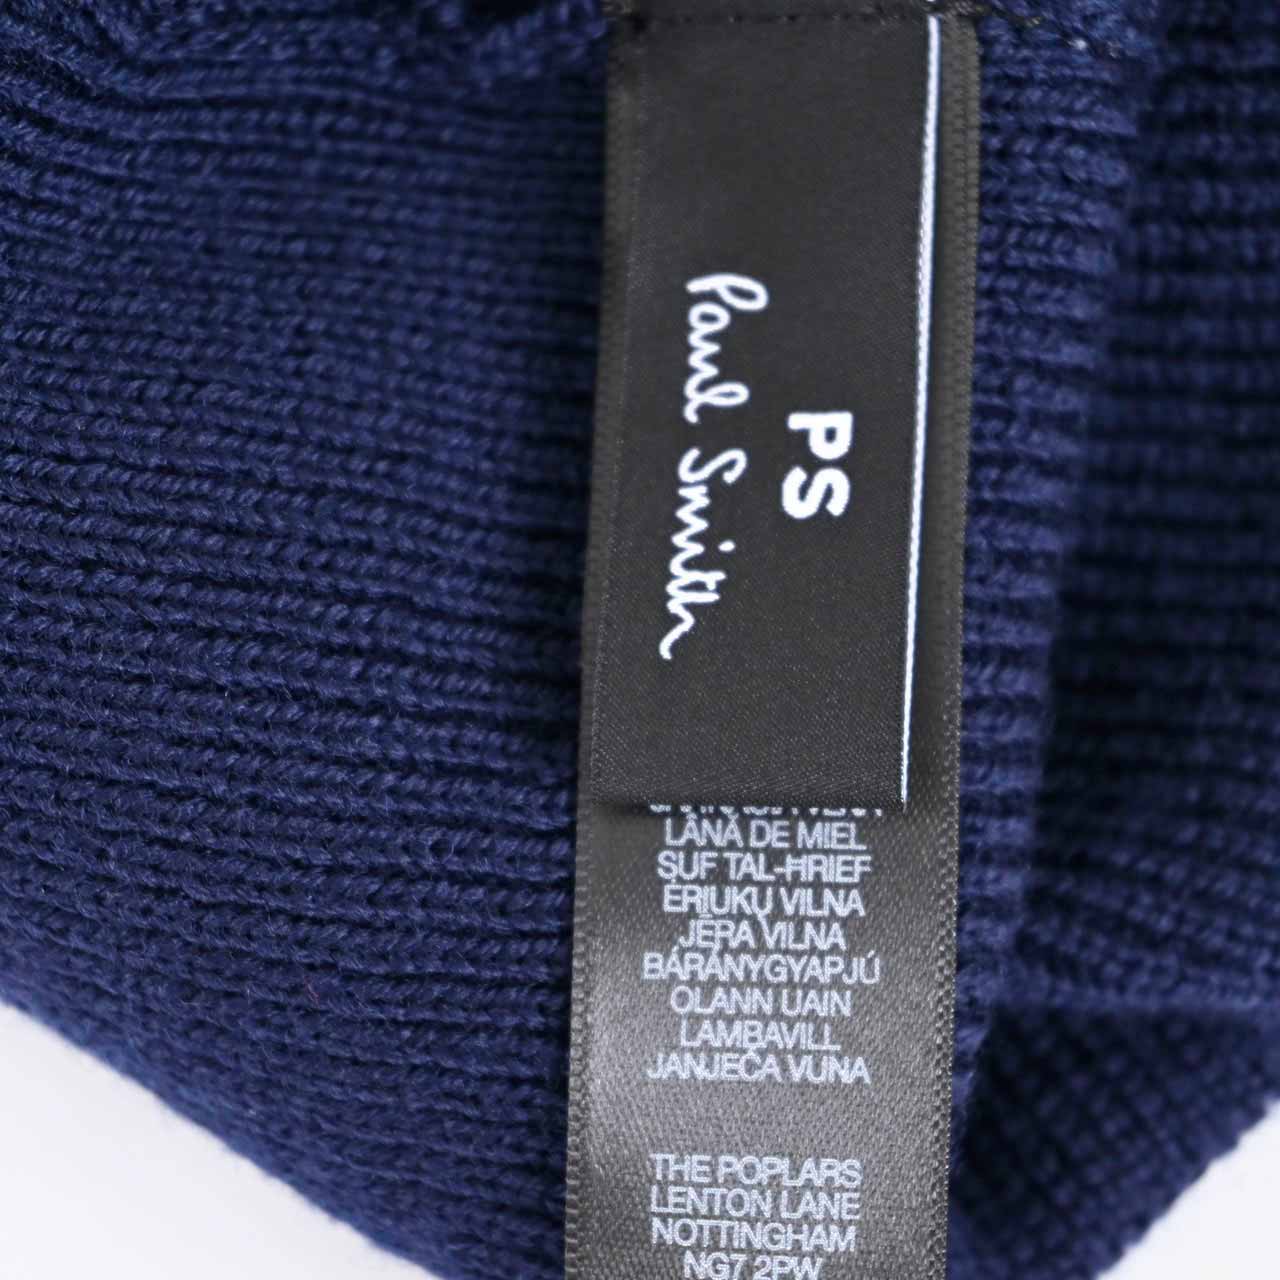 PS
Paul Smith
LÂNĂ DE MIEL
SUF TAL-ĦRIEF
ĖRIUKŲ VILNA
JĒRA VILNA
BÁRÁNYGYAPJÚ
OLANN UAIN
LAMBAVILL
JANJEĆA VUNA
THE POPLARS
LENTON LANE
NOTTINGHAM
NG7 2PW